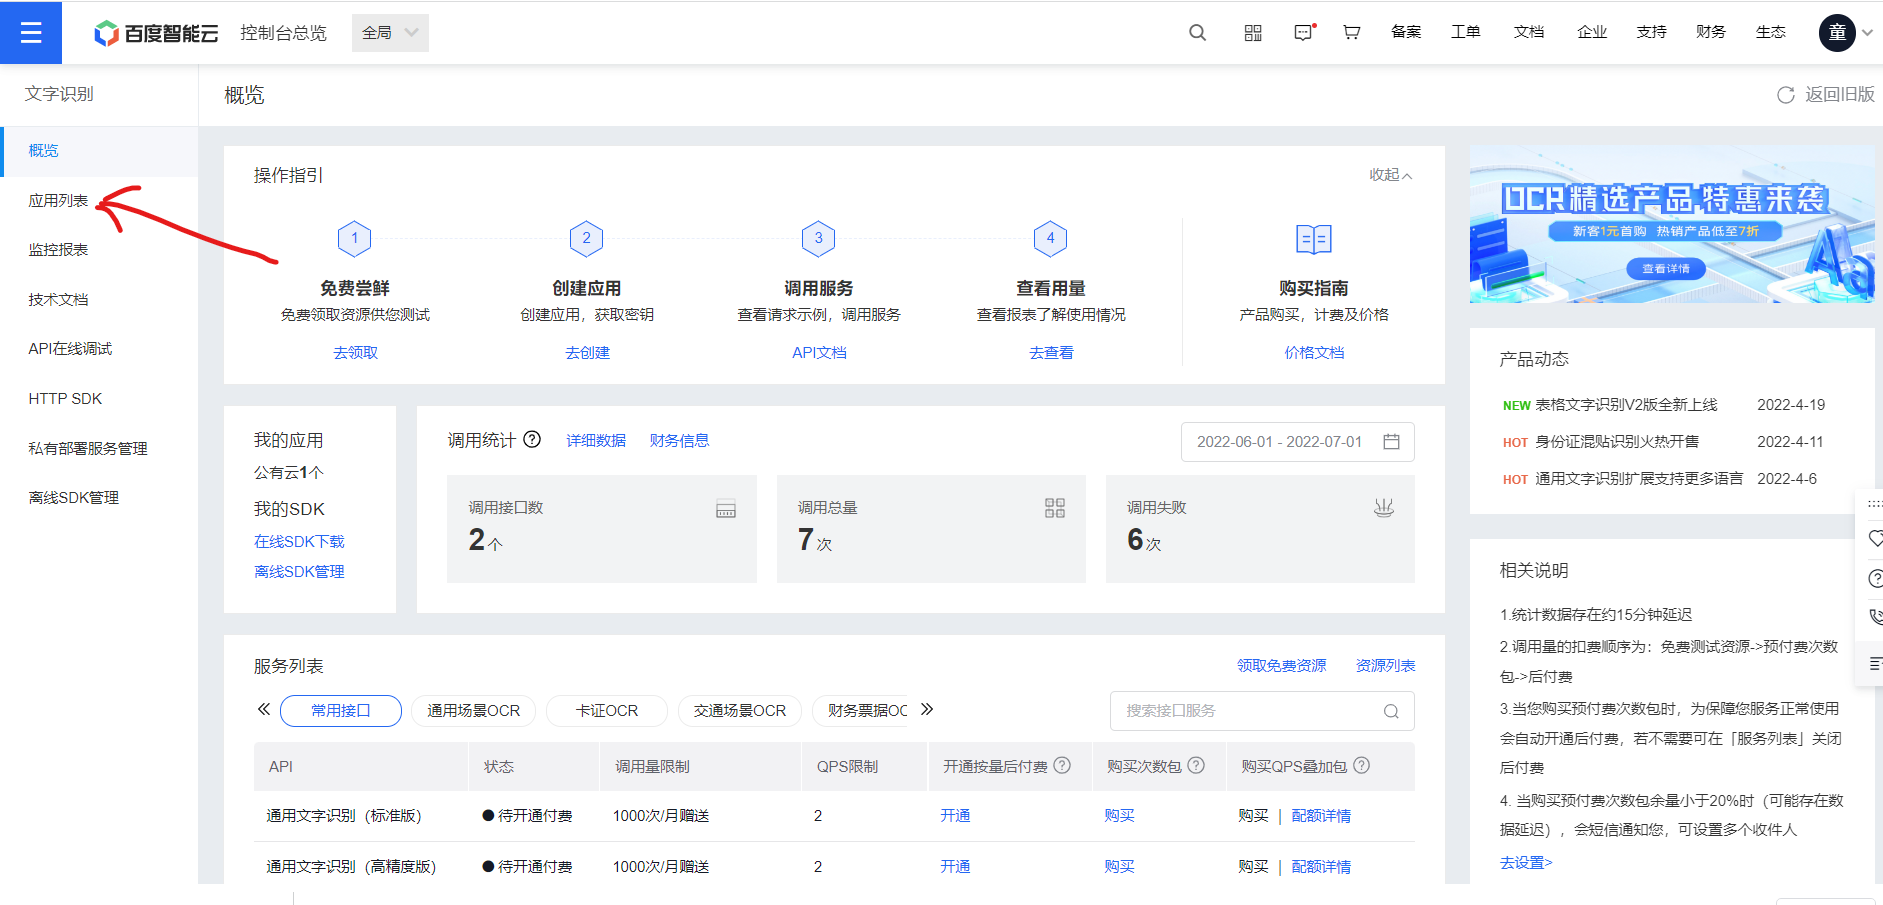 百度智能云
控制台总览
全局
备案
工单
文档
企业
支持
财务
生态
童
文字识别
概览
应用列表
监控报表
技术文档
API在线调试
HTTP SDK
私有部署服务管理
离线SDK管理
概览
返回旧版
操作指引
收起
1
2
3
4
免费尝鲜
创建应用
调用服务
查看用量
购买指南
免费领取资源供您测试
创建应用，获取密钥
查看请求示例，调用服务
查看报表了解使用情况
产品购买，计费及价格
去领取
去创建
API文档
去查看
价格文档
我的应用
公有云1个
我的SDK
在线SDK下载
离线SDK管理
调用统计
详细数据
财务信息
2022-06-01 - 2022-07-01
调用接口数
2个
调用总量
7次
调用失败
6次
服务列表
领取免费资源
资源列表
常用接口
通用场景OCR
卡证OCR
交通场景OCR
财务票据OC
搜索接口服务
API
状态
调用量限制
QPS限制
开通按量后付费
购买次数包
购买QPS叠加包
通用文字识别（标准版）
待开通付费
1000次/月赠送
2
开通
购买
购买 | 配额详情
通用文字识别（高精度版）
待开通付费
1000次/月赠送
2
开通
购买
购买 | 配额详情
OCR精选产品 特惠来袭
新客1元首购 热销产品低至7折
查看详情
产品动态
NEW 表格文字识别V2版全新上线 2022-4-19
HOT 身份证混贴识别火热开售 2022-4-11
HOT 通用文字识别扩展支持更多语言 2022-4-6
相关说明
1.统计数据存在约15分钟延迟
2.调用量的扣费顺序为：免费测试资源->预付费次数
包->后付费
3.当您购买预付费次数包时，为保障您服务正常使用
会自动开通后付费，若不需要可在「服务列表」关闭
后付费
4. 当购买预付费次数包余量小于20%时（可能存在数
据延迟），会短信通知您，可设置多个收件人
去设置>